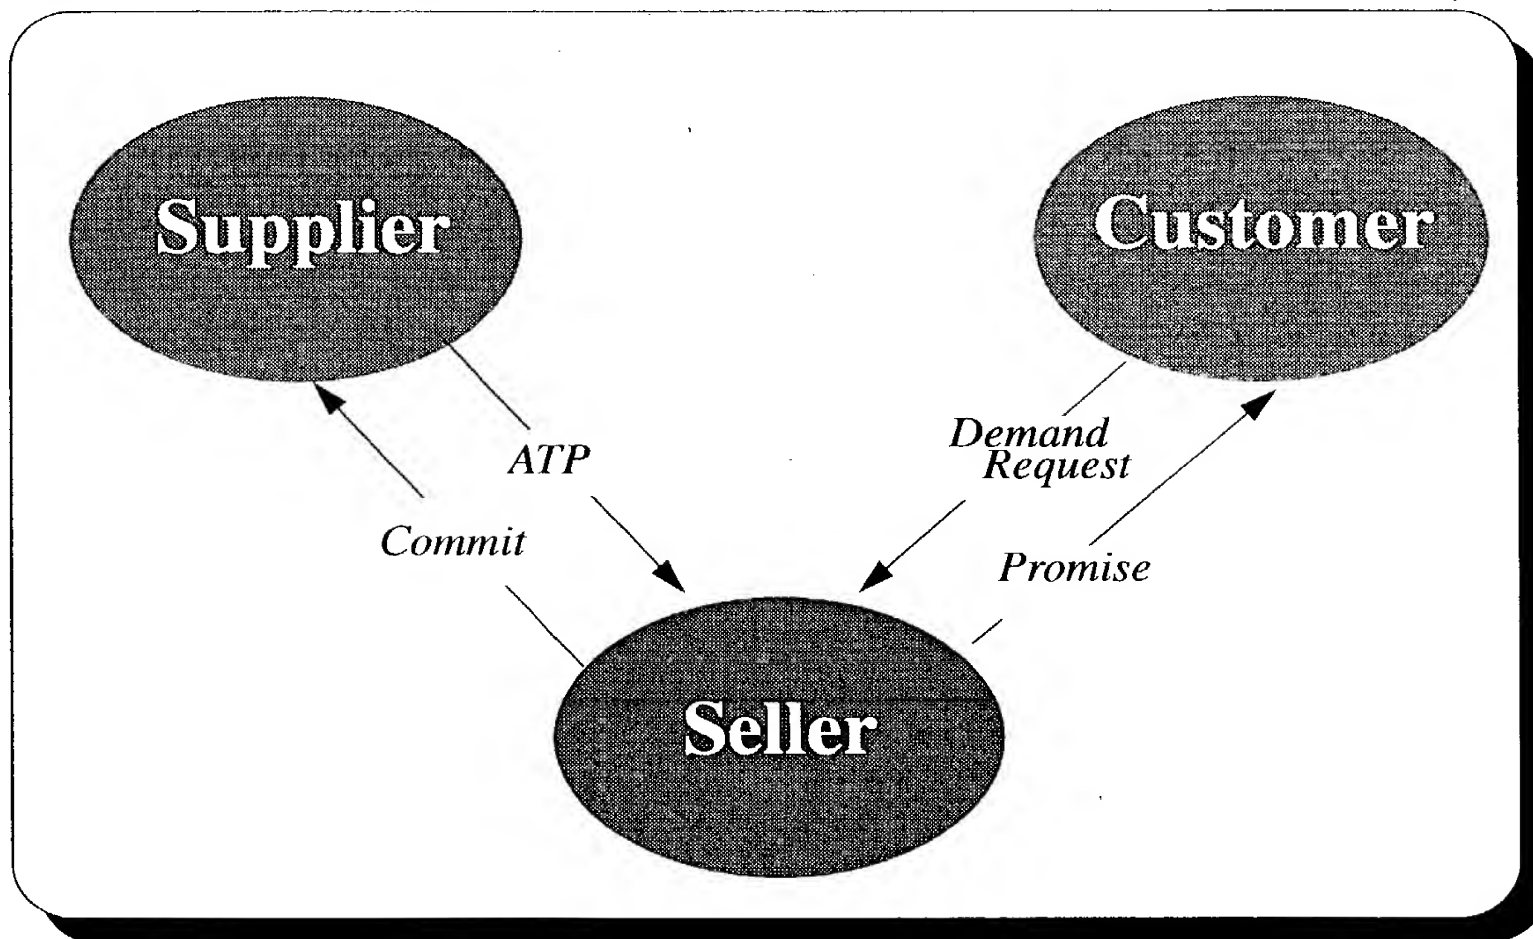 Supplier
Customer
ATP
Demand
Request
Commit
Promise
Seller